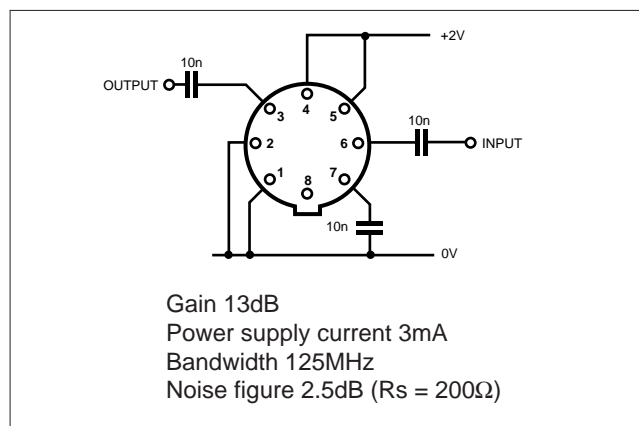 +2V
10n
OUTPUT
3
4
5
10n
2
6
INPUT
1
8
7
10n
0V
Gain 13dB
Power supply current 3mA
Bandwidth 125MHz
Noise figure 2.5dB (Rs = 200Ω)